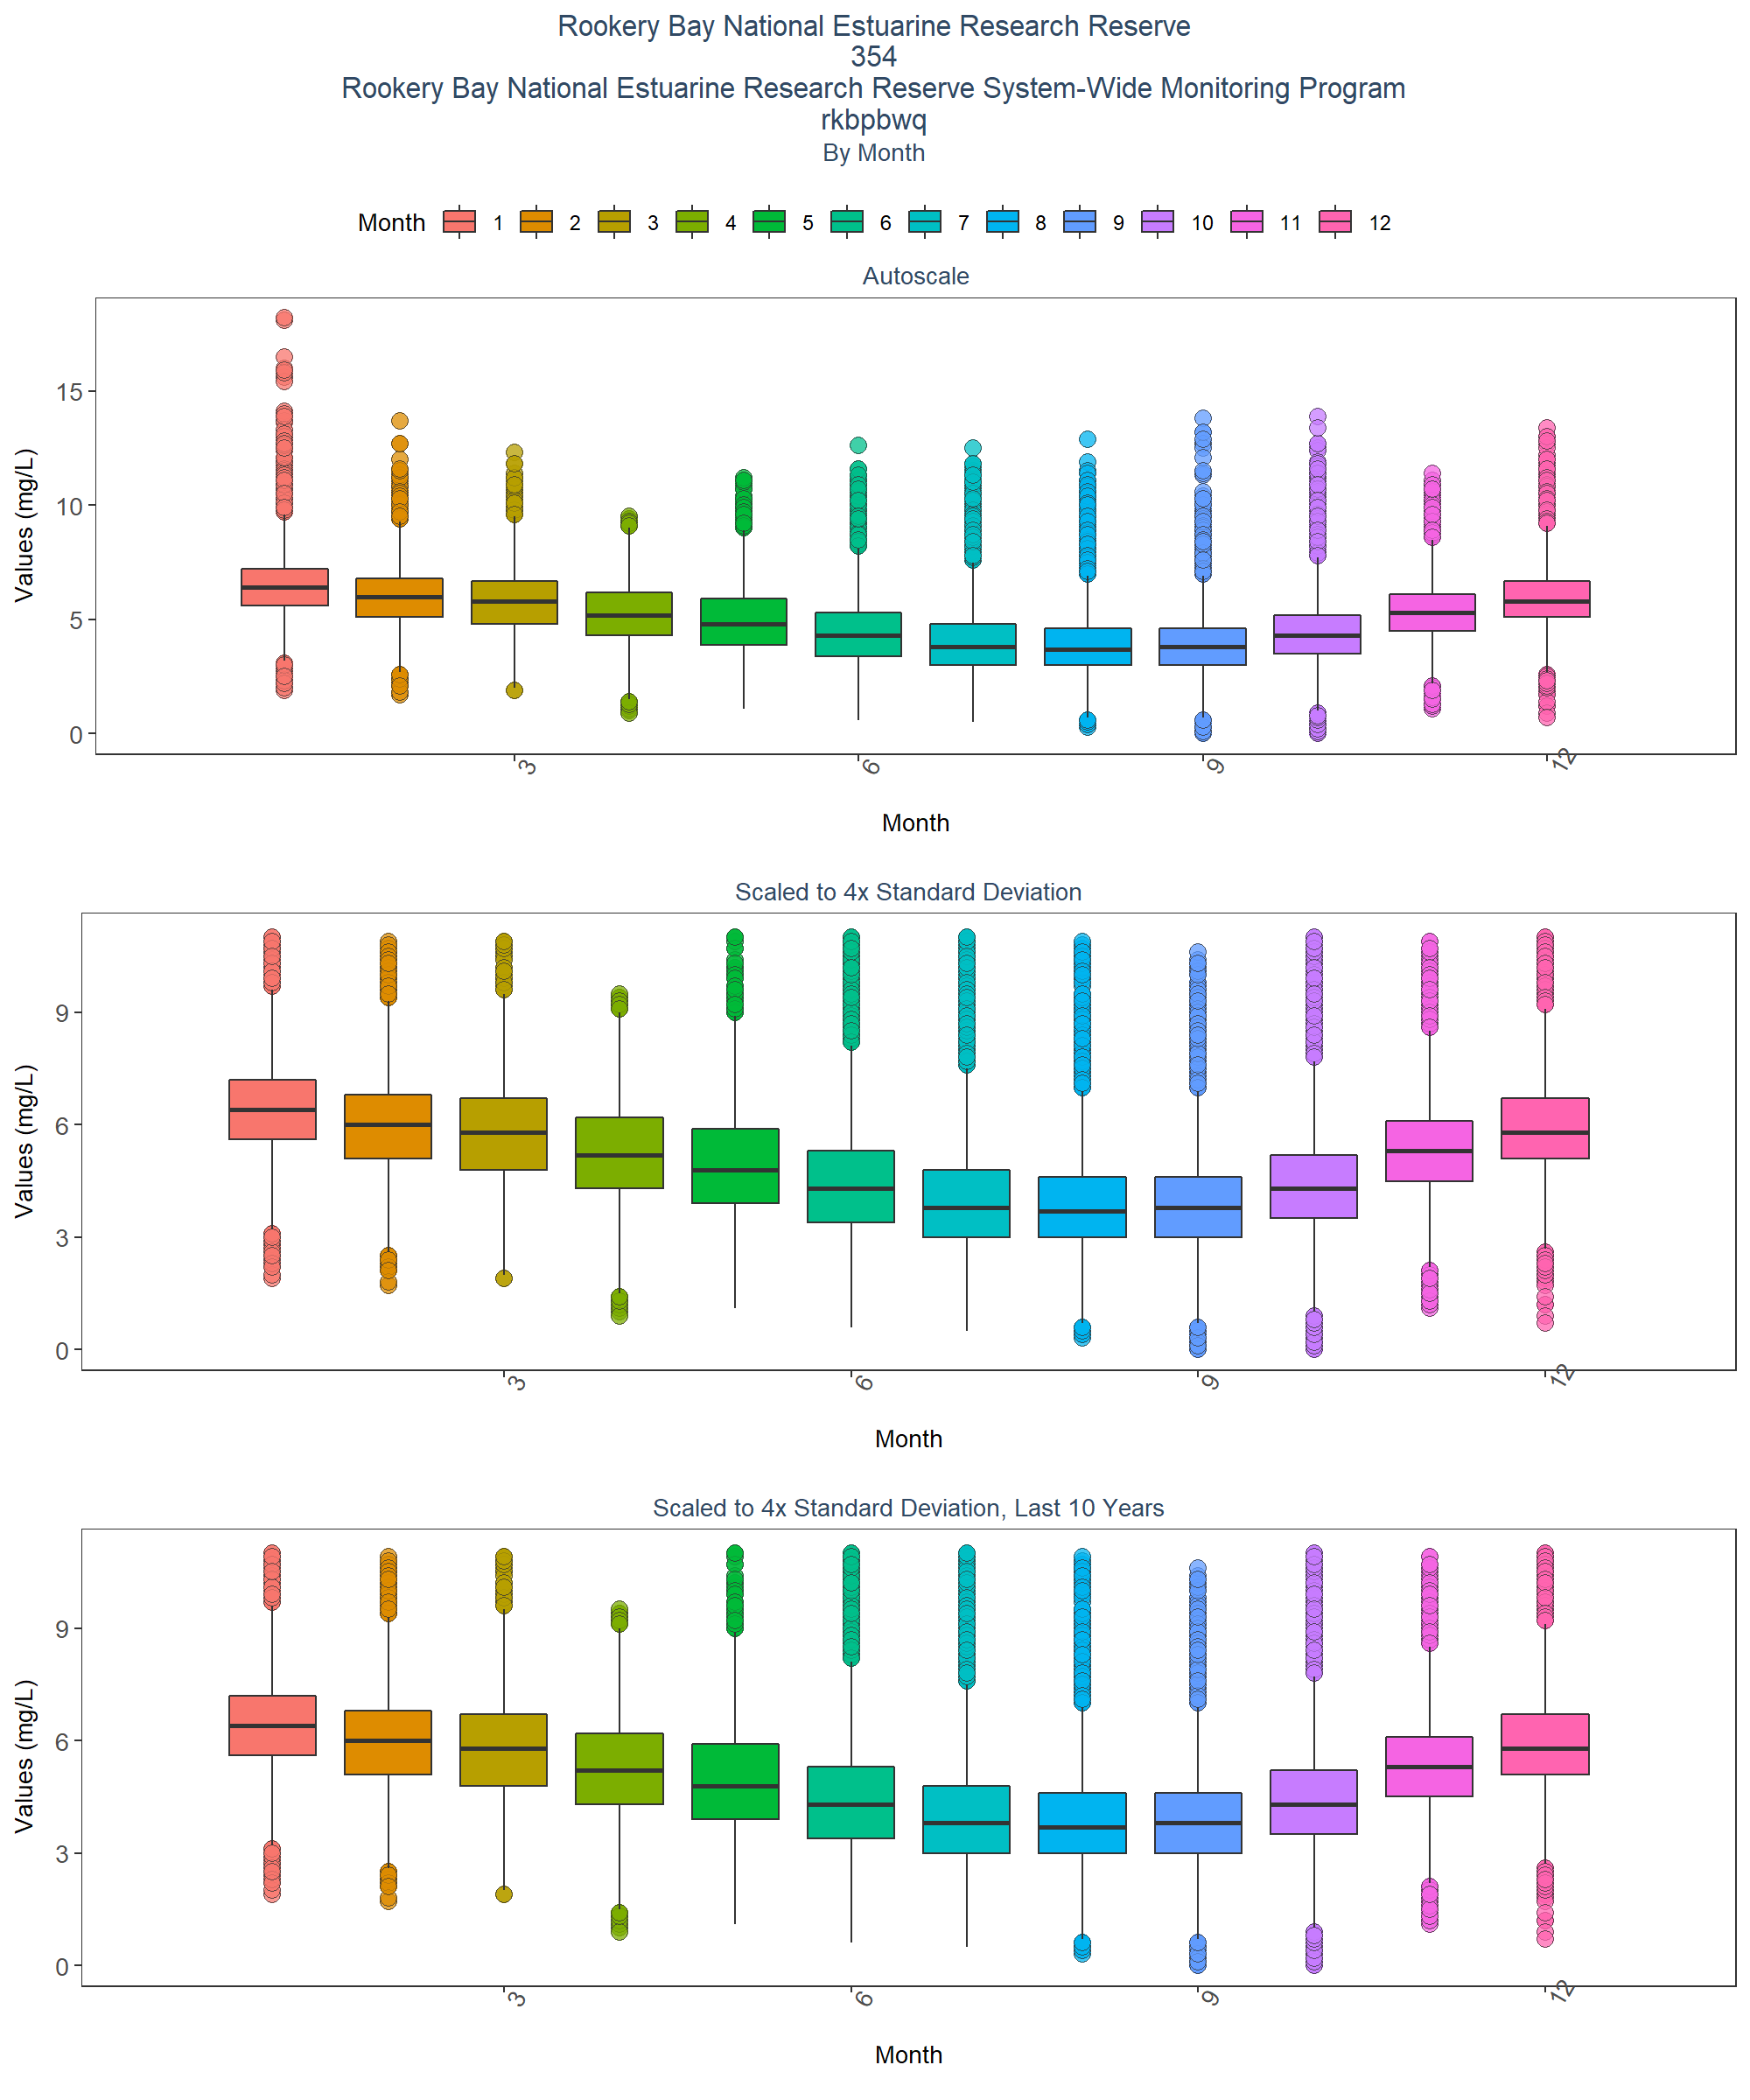 Rookery Bay National Estuarine Research Reserve
354
Rookery Bay National Estuarine Research Reserve System-Wide Monitoring Program
rkbpbwq
By Month
Month 1 2 3 4 5 6 7 8 9 10 11 12
Autoscale
Values (mg/L)
15
10
5
0
3 6 9 12
Month
Scaled to 4x Standard Deviation
Values (mg/L)
9
6
3
0
3 6 9 12
Month
Scaled to 4x Standard Deviation, Last 10 Years
Values (mg/L)
9
6
3
0
3 6 9 12
Month